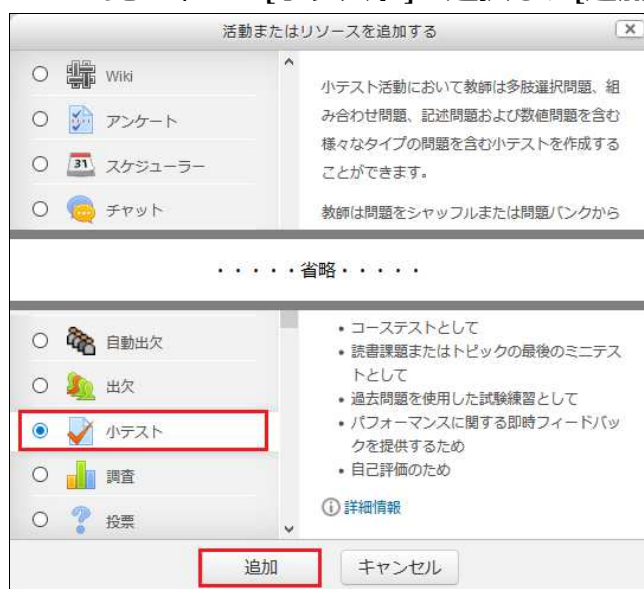 活動またはリソースを追加する
Wiki
アンケート
31 スケジューラー
チャット
小テスト活動において教師は多肢選択問題、組
み合わせ問題、記述問題および数値問題を含む
様々なタイプの問題を含む小テストを作成する
ことができます。
教師は問題をシャッフルまたは問題バンクから
・・・・・省略・・・・・
自動出欠
出欠
小テスト
調査
投票
• コーステストとして
• 読書課題またはトピックの最後のミニテス
トとして
• 過去問題を使用した試験練習として
• パフォーマンスに関する即時フィードバッ
クを提供するため
• 自己評価のため
詳細情報
追加
キャンセル